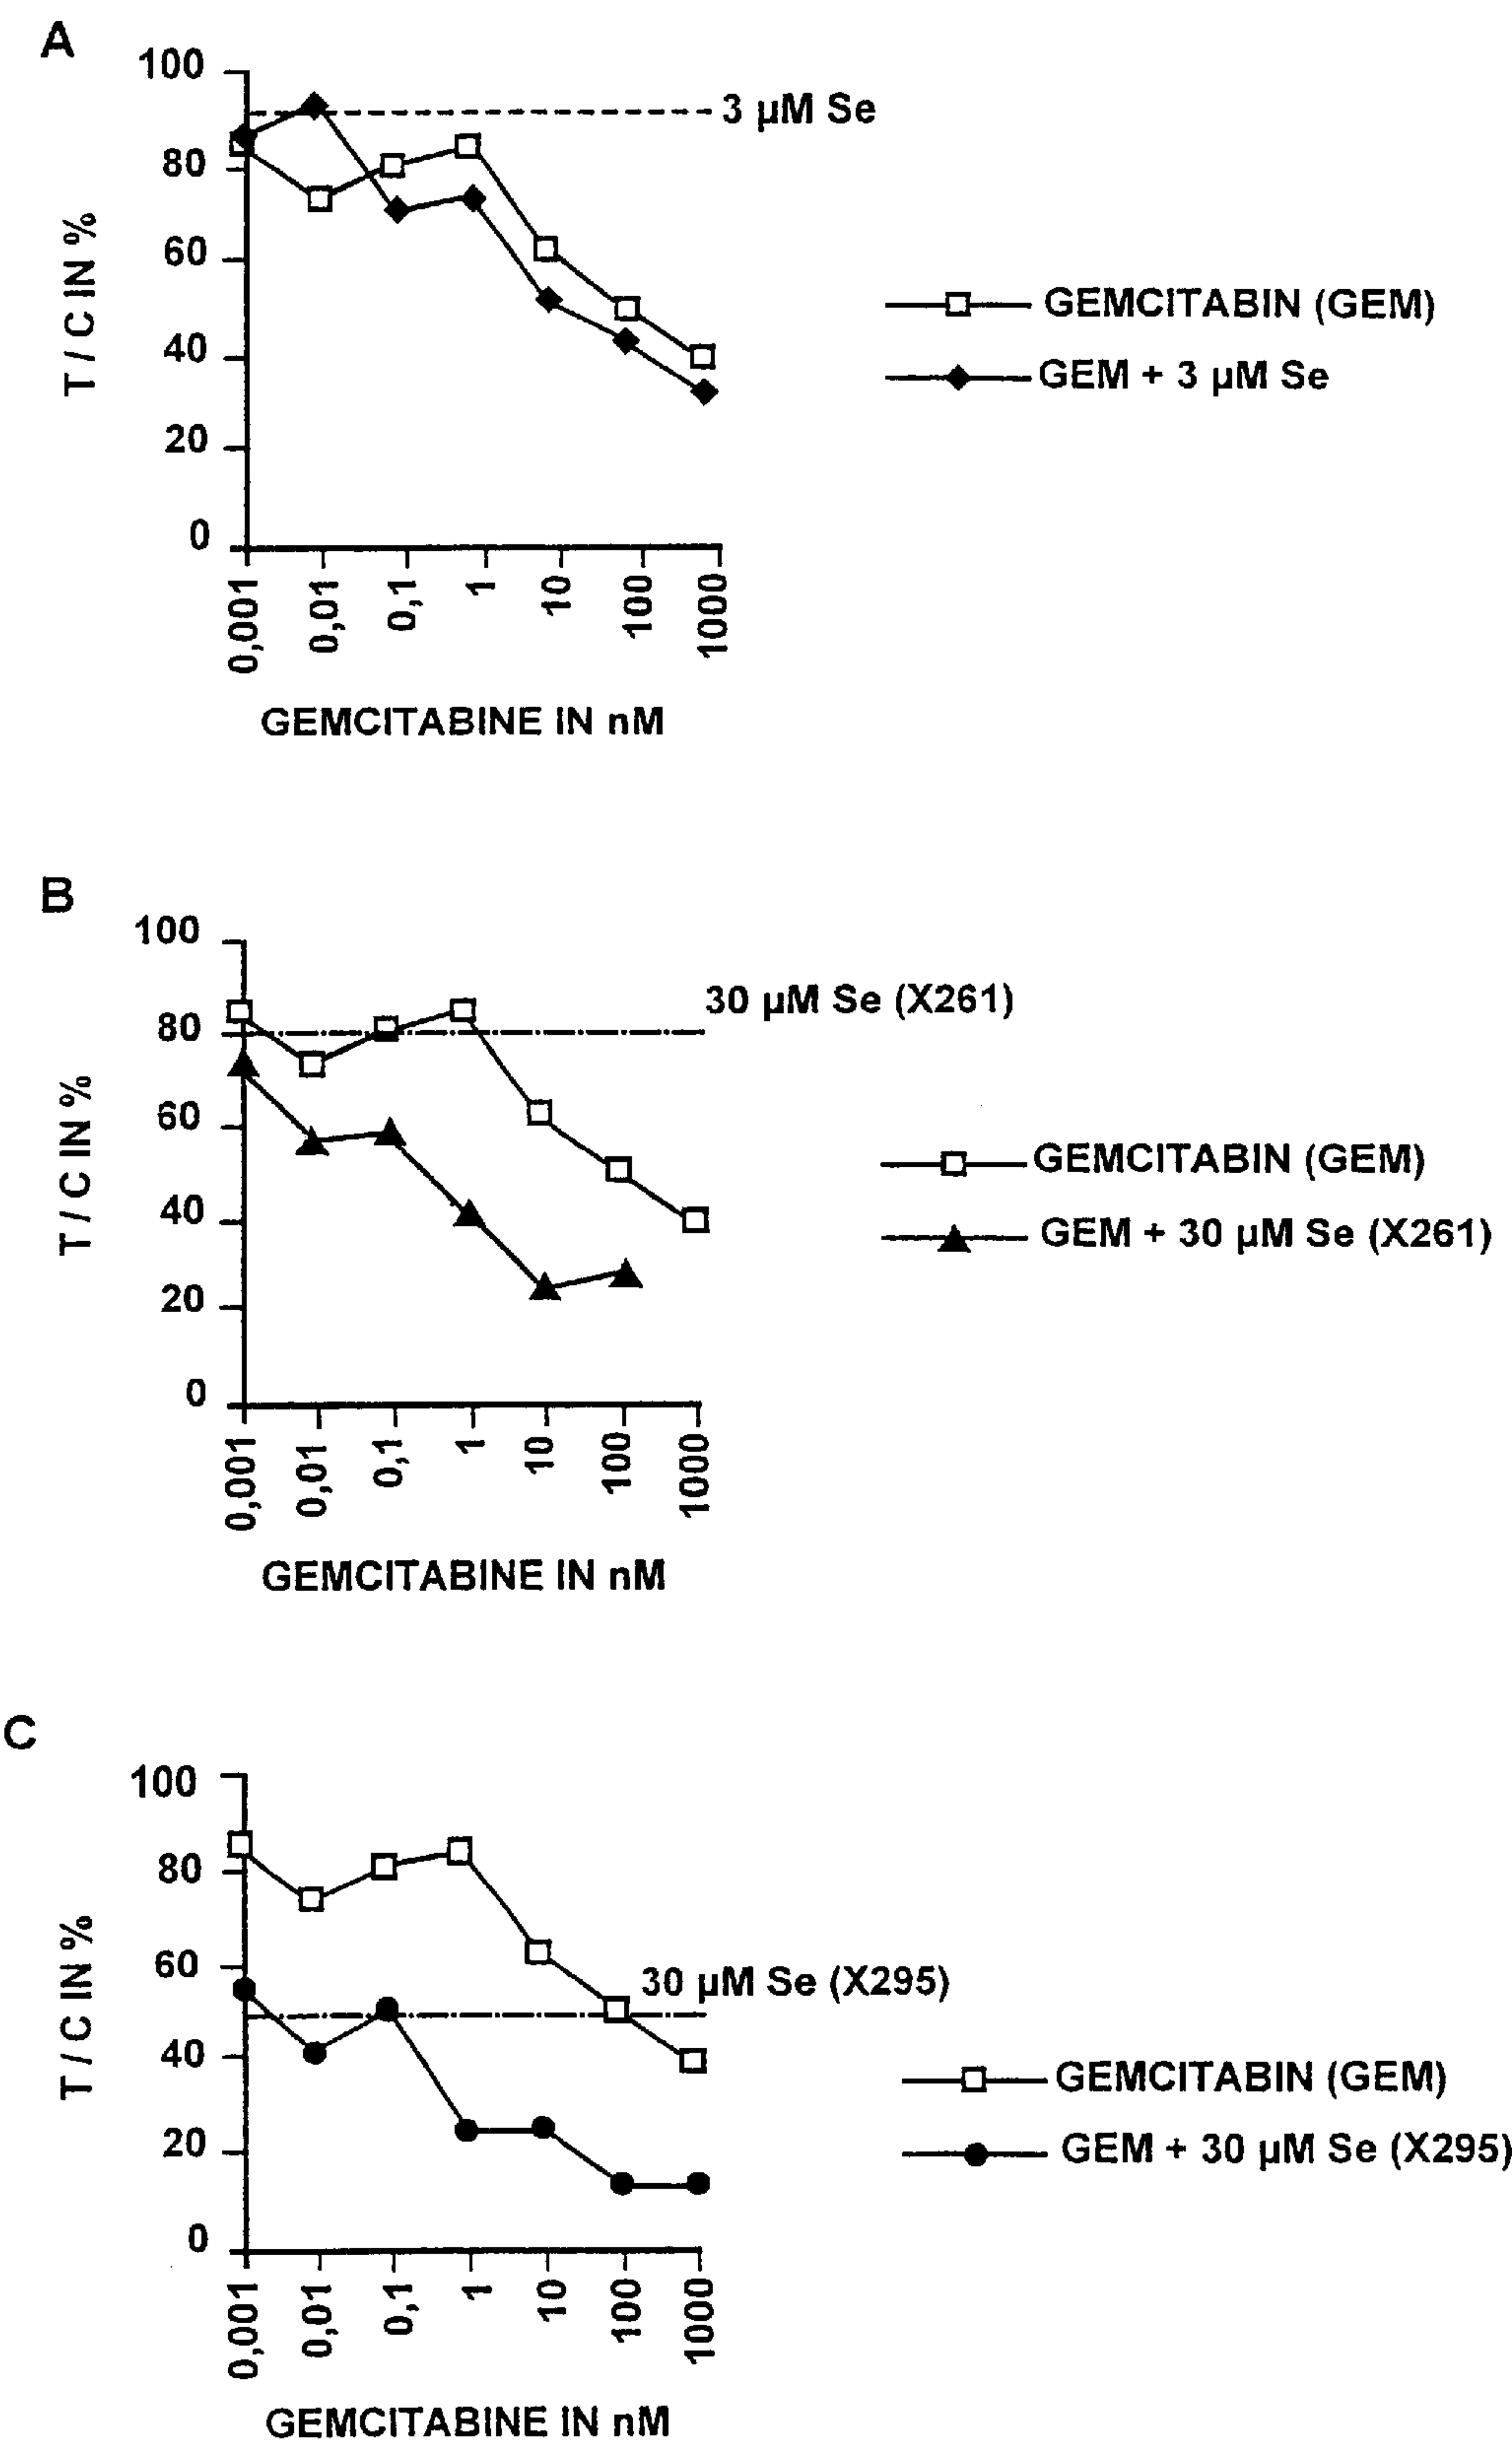 A
100
80
60
40
20
0
T / C IN %
3 µM Se
0,001
0,01
0,1
1
10
100
1000
GEMCITABINE IN nM
GEMCITABIN (GEM)
GEM + 3 µM Se
B
100
80
60
40
20
0
T / C IN %
30 µM Se (X261)
0,001
0,01
0,1
1
10
100
1000
GEMCITABINE IN nM
GEMCITABIN (GEM)
GEM + 30 µM Se (X261)
C
100
80
60
40
20
0
T / C IN %
30 µM Se (X295)
0,001
0,01
0,1
1
10
100
1000
GEMCITABINE IN nM
GEMCITABIN (GEM)
GEM + 30 µM Se (X295)